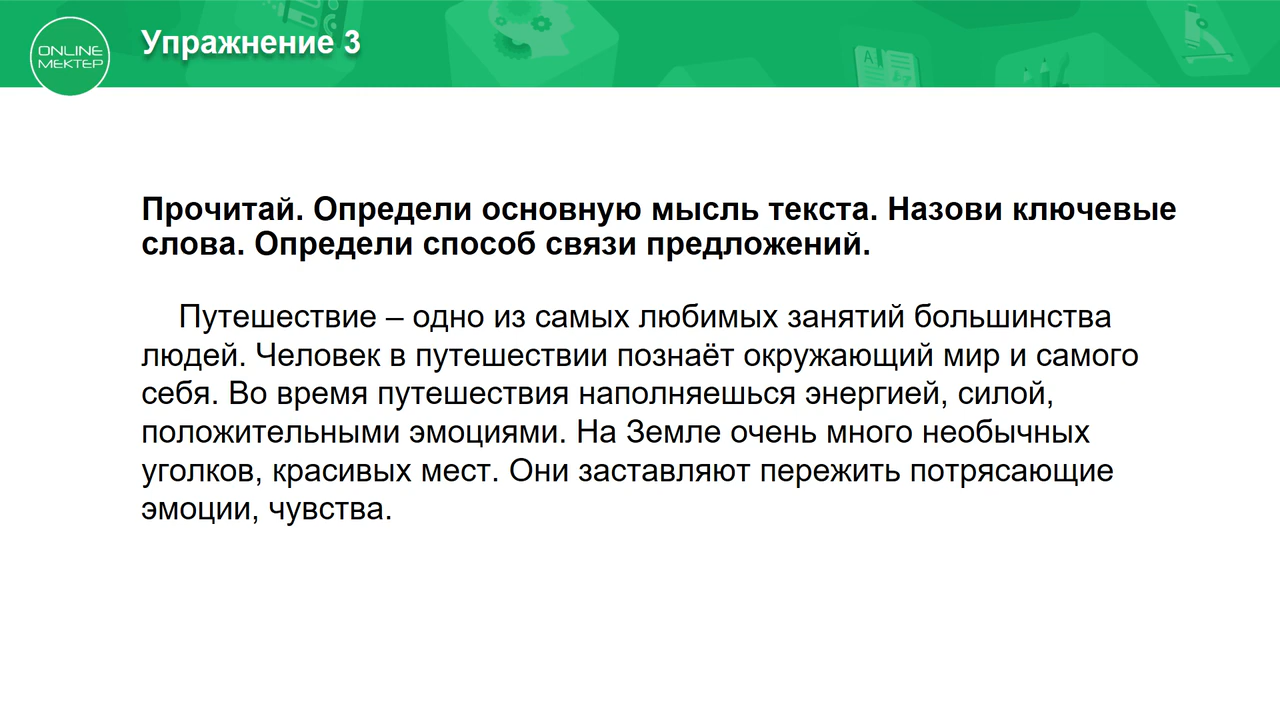 ONLINE
МЕКТЕР
Упражнение 3
Прочитай. Определи основную мысль текста. Назови ключевые
слова. Определи способ связи предложений.
Путешествие – одно из самых любимых занятий большинства
людей. Человек в путешествии познаёт окружающий мир и самого
себя. Во время путешествия наполняешься энергией, силой,
положительными эмоциями. На Земле очень много необычных
уголков, красивых мест. Они заставляют пережить потрясающие
эмоции, чувства.